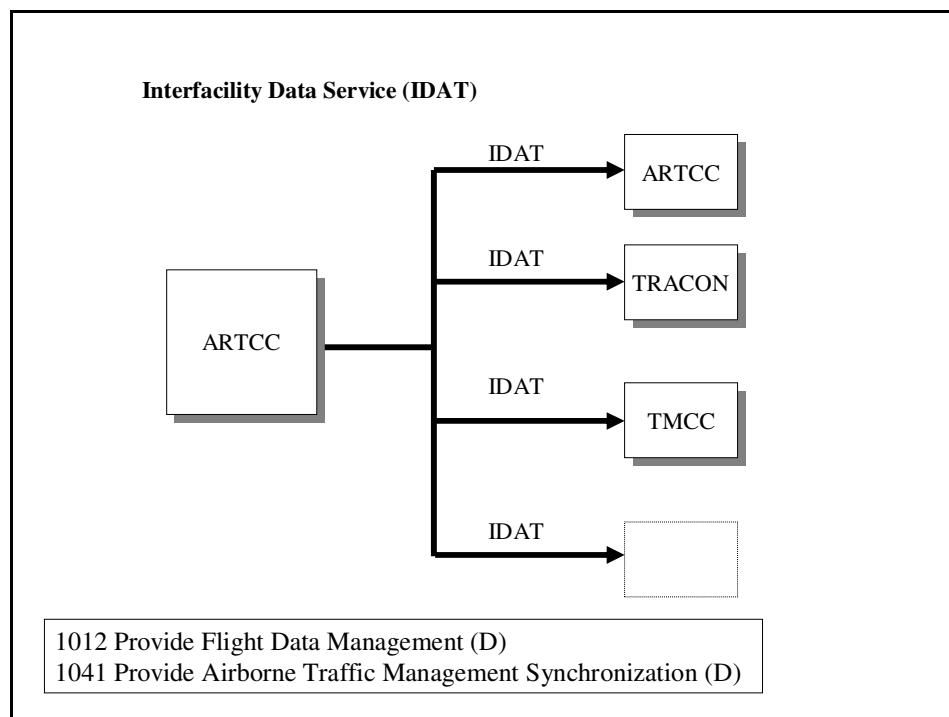 Interfacility Data Service (IDAT)
IDAT
ARTCC
IDAT
TRACON
ARTCC
IDAT
TMCC
IDAT
1012 Provide Flight Data Management (D)
1041 Provide Airborne Traffic Management Synchronization (D)